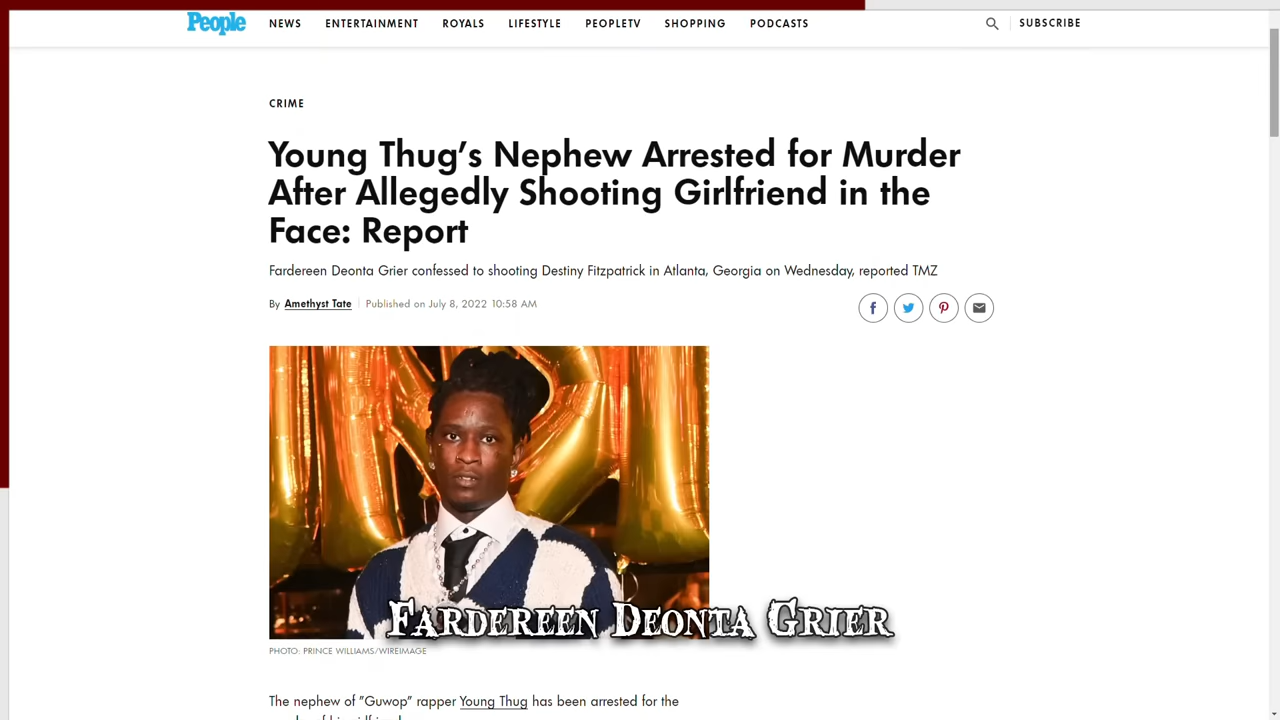 People NEWS ENTERTAINMENT ROYALS LIFESTYLE PEOPLETV SHOPPING PODCASTS SUBSCRIBE
CRIME
Young Thug's Nephew Arrested for Murder
After Allegedly Shooting Girlfriend in the
Face: Report
Fardereen Deonta Grier confessed to shooting Destiny Fitzpatrick in Atlanta, Georgia on Wednesday, reported TMZ
By Amethyst Tate Published on July 8, 2022 10:58 AM
FARDEREEN DEONTA GRIER
PHOTO: PRINCE WILLIAMS/WIREIMAGE
The nephew of "Guwop" rapper Young Thug has been arrested for the